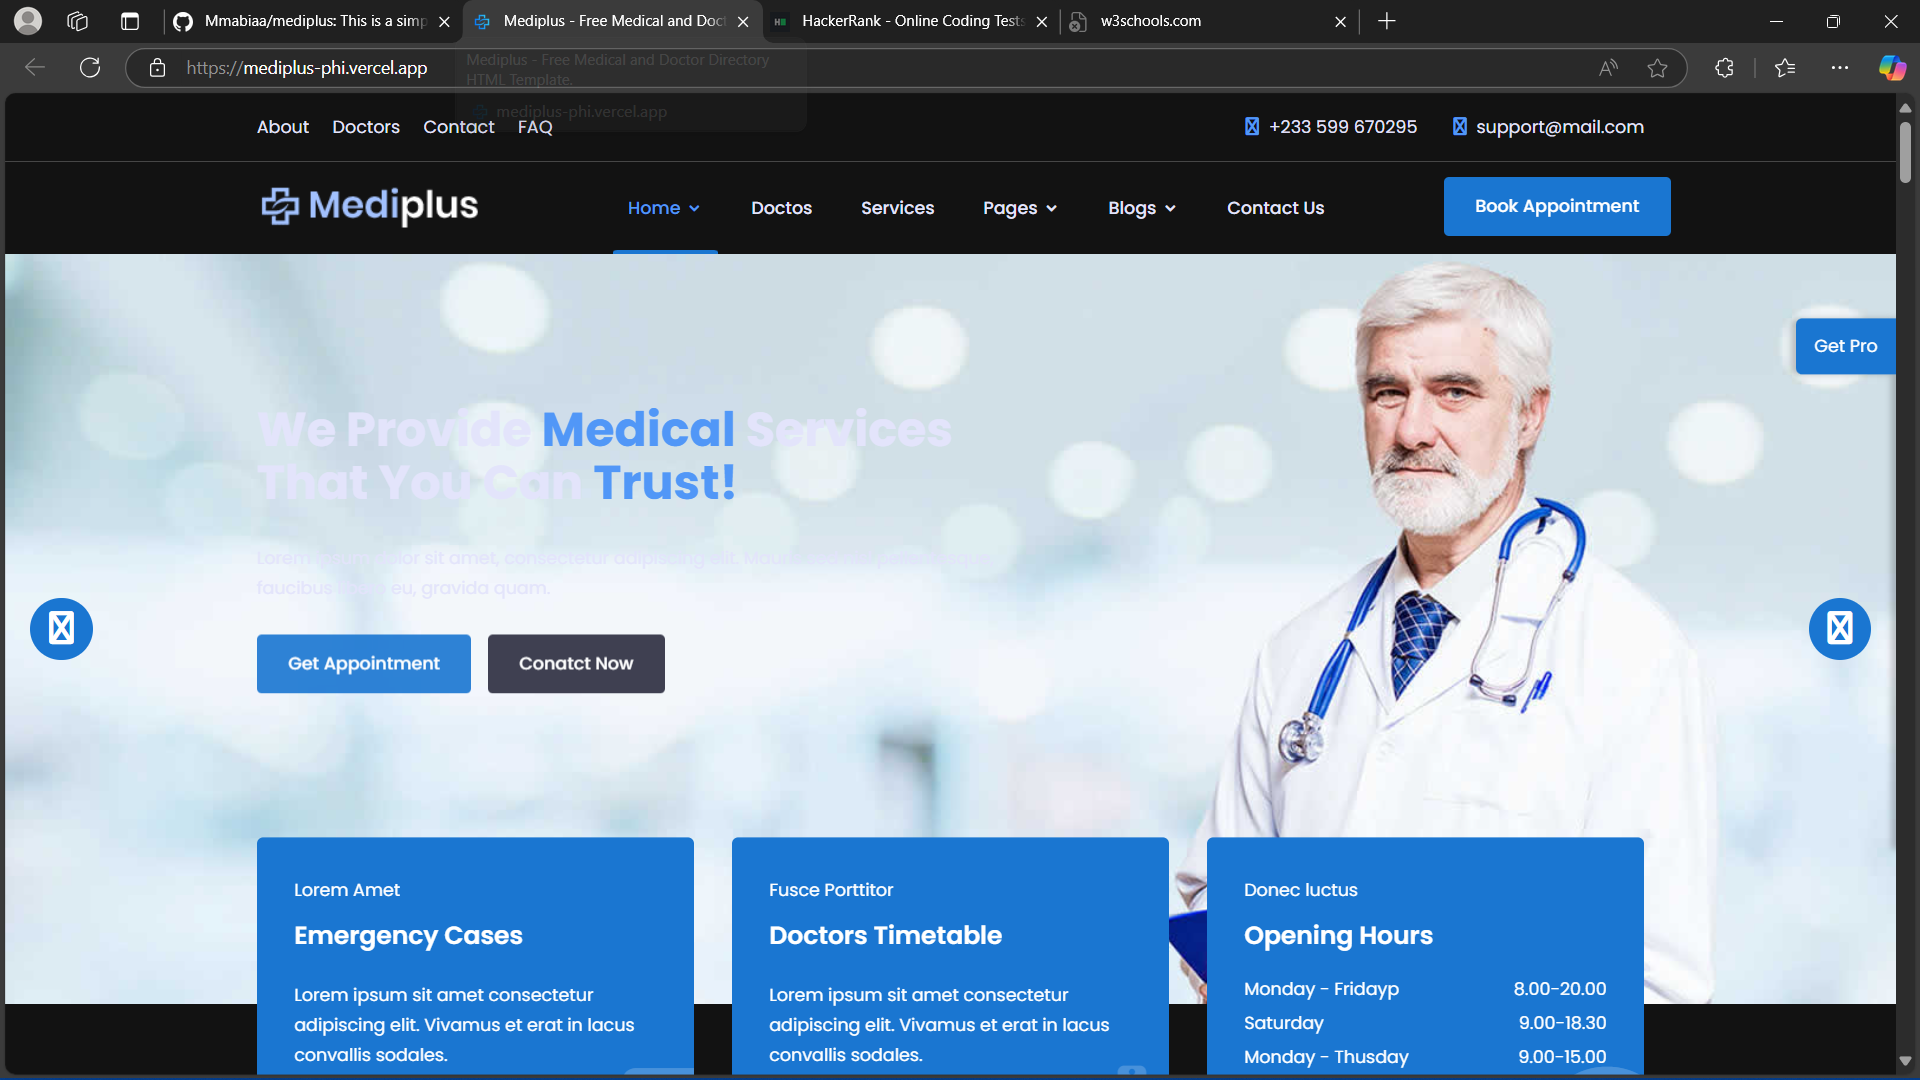 Mmabiaa/mediplus: This is a simp
Mediplus - Free Medical and Doct
HackerRank - Online Coding Tests
w3schools.com
https://mediplus-phi.vercel.app
Mediplus - Free Medical and Doctor Directory
HTML Template.
mediplus-phi.vercel.app
About Doctors Contact FAQ
+233 599 670295 support@mail.com
Mediplus
Home Doctos Services Pages Blogs Contact Us
Book Appointment
Get Pro
We Provide Medical Services
That You Can Trust!
Lorem ipsum dolor sit amet, consectetur adipiscing elit.
faucibus eu, gravida quam.
Get Appointment Conatct Now
Lorem Amet
Emergency Cases
Lorem ipsum sit amet consectetur
adipiscing elit. Vivamus et erat in lacus
convallis sodales.
Fusce Porttitor
Doctors Timetable
Lorem ipsum sit amet consectetur
adipiscing elit. Vivamus et erat in lacus
convallis sodales.
Donec luctus
Opening Hours
Monday - Fridayp 8.00-20.00
Saturday 9.00-18.30
Monday - Thusday 9.00-15.00